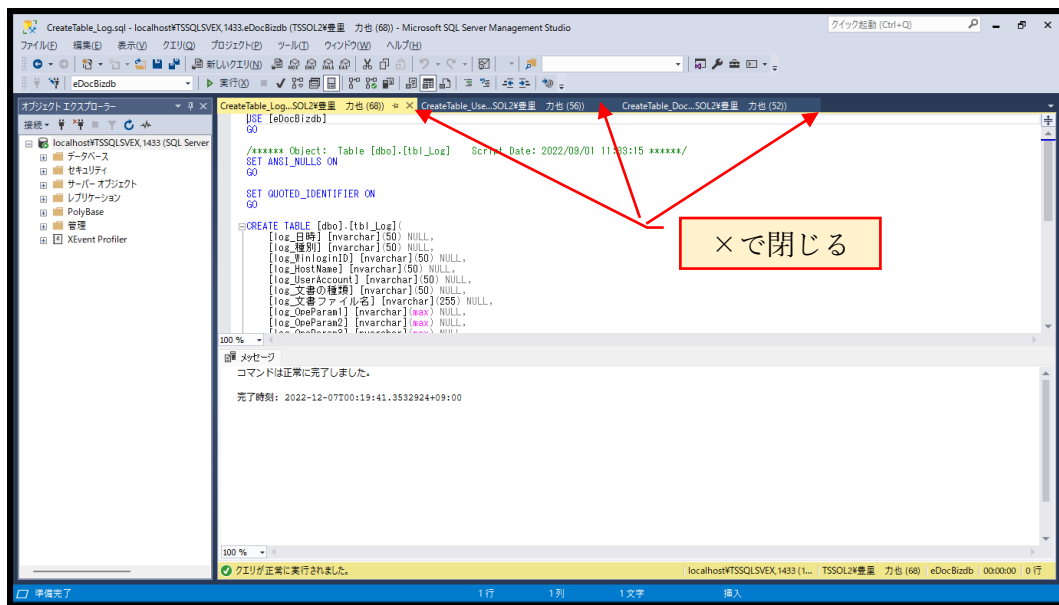 CreateTable_Log.sql - localhost¥TSSQLSVEX,1433.eDocBizdb (TSSOL2¥豊里　力也 (68)) - Microsoft SQL Server Management Studio
クイック起動 (Ctrl+Q)
ファイル(F) 編集(E) 表示(V) クエリ(Q) プロジェクト(P) ツール(T) ウィンドウ(W) ヘルプ(H)
新しいクエリ(N)
eDocBizdb 実行(X)
オブジェクト エクスプローラー
接続
localhost¥TSSQLSVEX,1433 (SQL Server
データベース
セキュリティ
サーバー オブジェクト
レプリケーション
PolyBase
管理
XEvent Profiler
CreateTable_Log...SOL2¥豊里　力也 (68)) CreateTable_Use...SOL2¥豊里　力也 (56)) CreateTable_Doc...SOL2¥豊里　力也 (52))
USE [eDocBizdb]
GO
/****** Object: Table [dbo].[tbl_Log] Script Date: 2022/09/01 11:33:15 ******/
SET ANSI_NULLS ON
GO
SET QUOTED_IDENTIFIER ON
GO
CREATE TABLE [dbo].[tbl_Log](
[log_日時] [nvarchar](50) NULL,
[log_種別] [nvarchar](50) NULL,
[log_WinloginID] [nvarchar](50) NULL,
[log_HostName] [nvarchar](50) NULL,
[log_UserAccount] [nvarchar](50) NULL,
[log_文書の種類] [nvarchar](50) NULL,
[log_文書ファイル名] [nvarchar](255) NULL,
[log_OpeParam1] [nvarchar](max) NULL,
[log_OpeParam2] [nvarchar](max) NULL,
[log_OpeParam3] [nvarchar](max) NULL,
×で閉じる
100 %
メッセージ
コマンドは正常に完了しました。
完了時刻: 2022-12-07T00:19:41.3532924+09:00
100 %
クエリが正常に実行されました。 localhost¥TSSQLSVEX,1433 (1... TSSOL2¥豊里　力也 (68) eDocBizdb 00:00:00 0 行
準備完了 1 行 1 列 1 文字 挿入